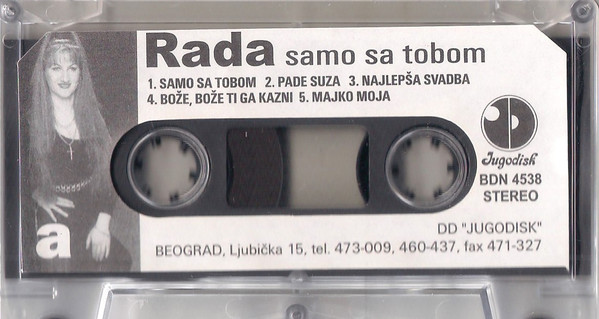 Rada samo sa tobom
1. SAMO SA TOBOM 2. PADE SUZA 3. NAJLEPŠA SVADBA
4. BOŽE, BOŽE TI GA KAZNI 5. MAJKO MOJA
Jugodisk
BDN 4538
STEREO
a
DD "JUGODISK"
BEOGRAD, Ljubička 15, tel. 473-009, 460-437, fax 471-327